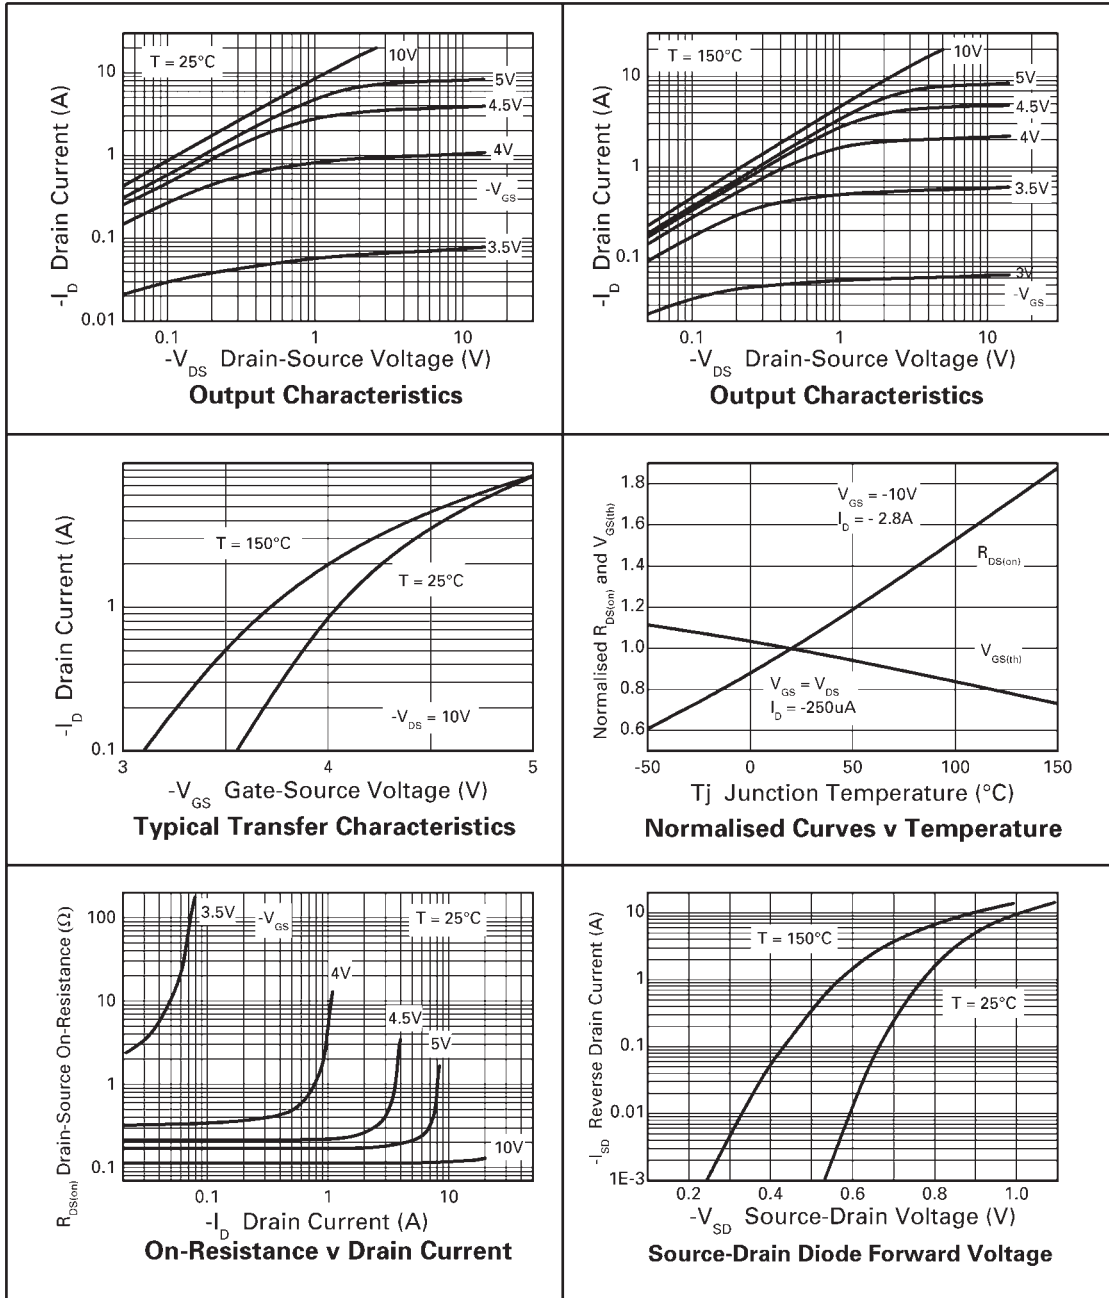 T = 25°C
10V
5V
4.5V
4V
-VGS
3.5V
10
1
0.1
0.01
0.1
1
10
-ID Drain Current (A)
-VDS Drain-Source Voltage (V)
Output Characteristics
T = 150°C
10V
5V
4.5V
4V
3.5V
3V
-VGS
10
1
0.1
0.1
1
10
-ID Drain Current (A)
-VDS Drain-Source Voltage (V)
Output Characteristics
T = 150°C
T = 25°C
-VDS = 10V
1
0.1
3
4
5
-ID Drain Current (A)
-VGS Gate-Source Voltage (V)
Typical Transfer Characteristics
VGS = -10V
ID = - 2.8A
RDS(on)
VGS(th)
VGS = VDS
ID = -250uA
1.8
1.6
1.4
1.2
1.0
0.8
0.6
-50
0
50
100
150
Normalised RDS(on) and VGS(th)
Tj Junction Temperature (°C)
Normalised Curves v Temperature
3.5V
-VGS
T = 25°C
4V
4.5V
5V
10V
100
10
1
0.1
0.1
1
10
RDS(on) Drain-Source On-Resistance (Ω)
-ID Drain Current (A)
On-Resistance v Drain Current
T = 150°C
T = 25°C
10
1
0.1
0.01
1E-3
0.2
0.4
0.6
0.8
1.0
-ISD Reverse Drain Current (A)
-VSD Source-Drain Voltage (V)
Source-Drain Diode Forward Voltage